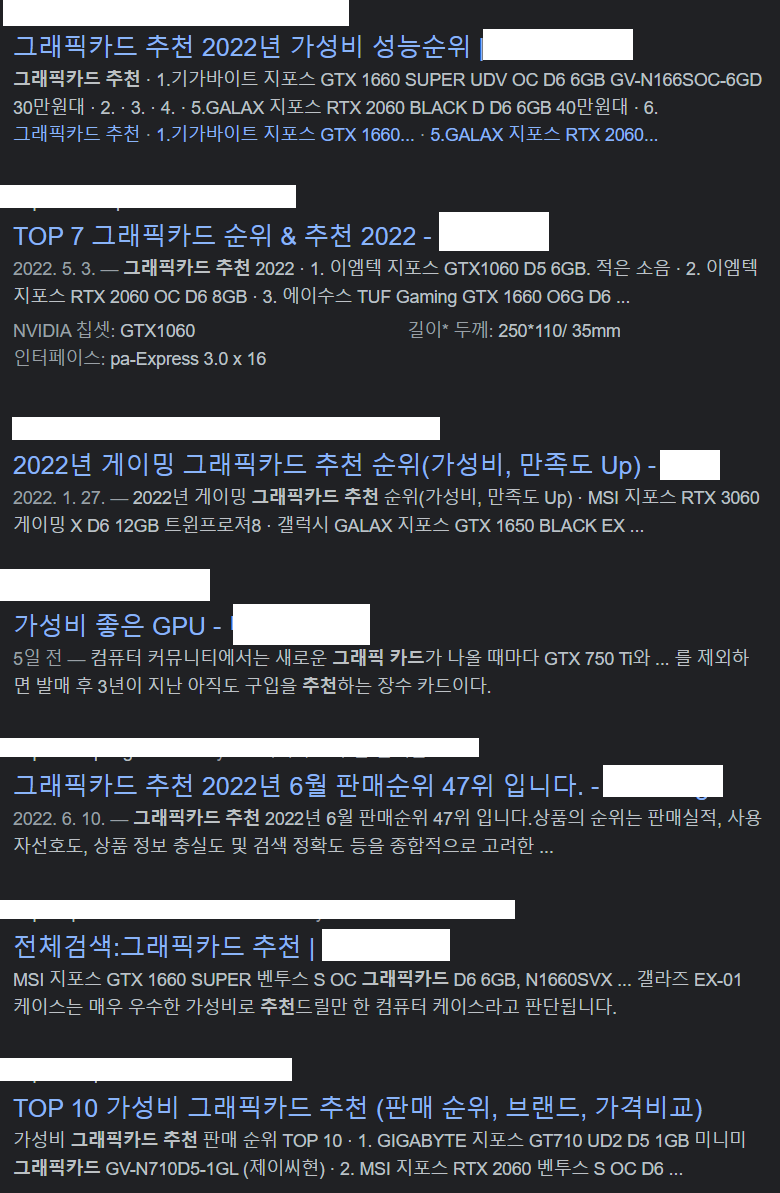 그래픽카드 추천 2022년 가성비 성능순위 |
그래픽카드 추천 · 1.기가바이트 지포스 GTX 1660 SUPER UDV OC D6 6GB GV-N166SOC-6GD
30만원대 · 2. · 3. · 4. · 5.GALAX 지포스 RTX 2060 BLACK D D6 6GB 40만원대 · 6.
그래픽카드 추천 · 1.기가바이트 지포스 GTX 1660... · 5.GALAX 지포스 RTX 2060...
TOP 7 그래픽카드 순위 & 추천 2022 -
2022. 5. 3. — 그래픽카드 추천 2022 · 1. 이엠텍 지포스 GTX1060 D5 6GB. 적은 소음 · 2. 이엠텍
지포스 RTX 2060 OC D6 8GB · 3. 에이수스 TUF Gaming GTX 1660 O6G D6 ...
NVIDIA 칩셋: GTX1060 길이* 두께: 250*110/ 35mm
인터페이스: pa-Express 3.0 x 16
2022년 게이밍 그래픽카드 추천 순위(가성비, 만족도 Up) -
2022. 1. 27. — 2022년 게이밍 그래픽카드 추천 순위(가성비, 만족도 Up) · MSI 지포스 RTX 3060
게이밍 X D6 12GB 트윈프로져8 · 갤럭시 GALAX 지포스 GTX 1650 BLACK EX ...
가성비 좋은 GPU -
5일 전 — 컴퓨터 커뮤니티에서는 새로운 그래픽 카드가 나올 때마다 GTX 750 Ti와 ... 를 제외하
면 발매 후 3년이 지난 아직도 구입을 추천하는 장수 카드이다.
그래픽카드 추천 2022년 6월 판매순위 47위 입니다. -
2022. 6. 10. — 그래픽카드 추천 2022년 6월 판매순위 47위 입니다.상품의 순위는 판매실적, 사용
자선호도, 상품 정보 충실도 및 검색 정확도 등을 종합적으로 고려한 ...
전체검색:그래픽카드 추천 |
MSI 지포스 GTX 1660 SUPER 벤투스 S OC 그래픽카드 D6 6GB, N1660SVX ... 갤라즈 EX-01
케이스는 매우 우수한 가성비로 추천드릴만 한 컴퓨터 케이스라고 판단됩니다.
TOP 10 가성비 그래픽카드 추천 (판매 순위, 브랜드, 가격비교)
가성비 그래픽카드 추천 판매 순위 TOP 10 · 1. GIGABYTE 지포스 GT710 UD2 D5 1GB 미니미
그래픽카드 GV-N710D5-1GL (제이씨현) · 2. MSI 지포스 RTX 2060 벤투스 S OC D6 ...